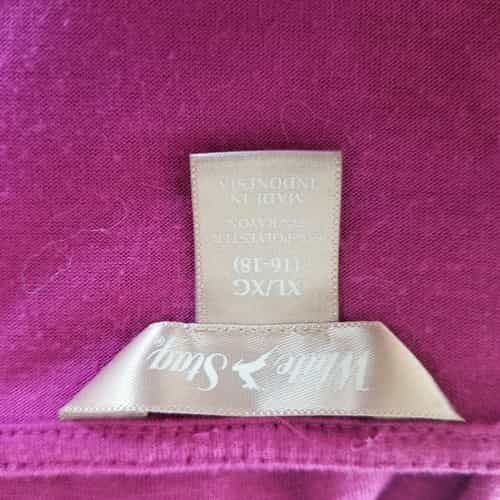 White Stag
XL/XG
(16-18)
POLYESTER
RAYON
MADE IN
INDONESIA